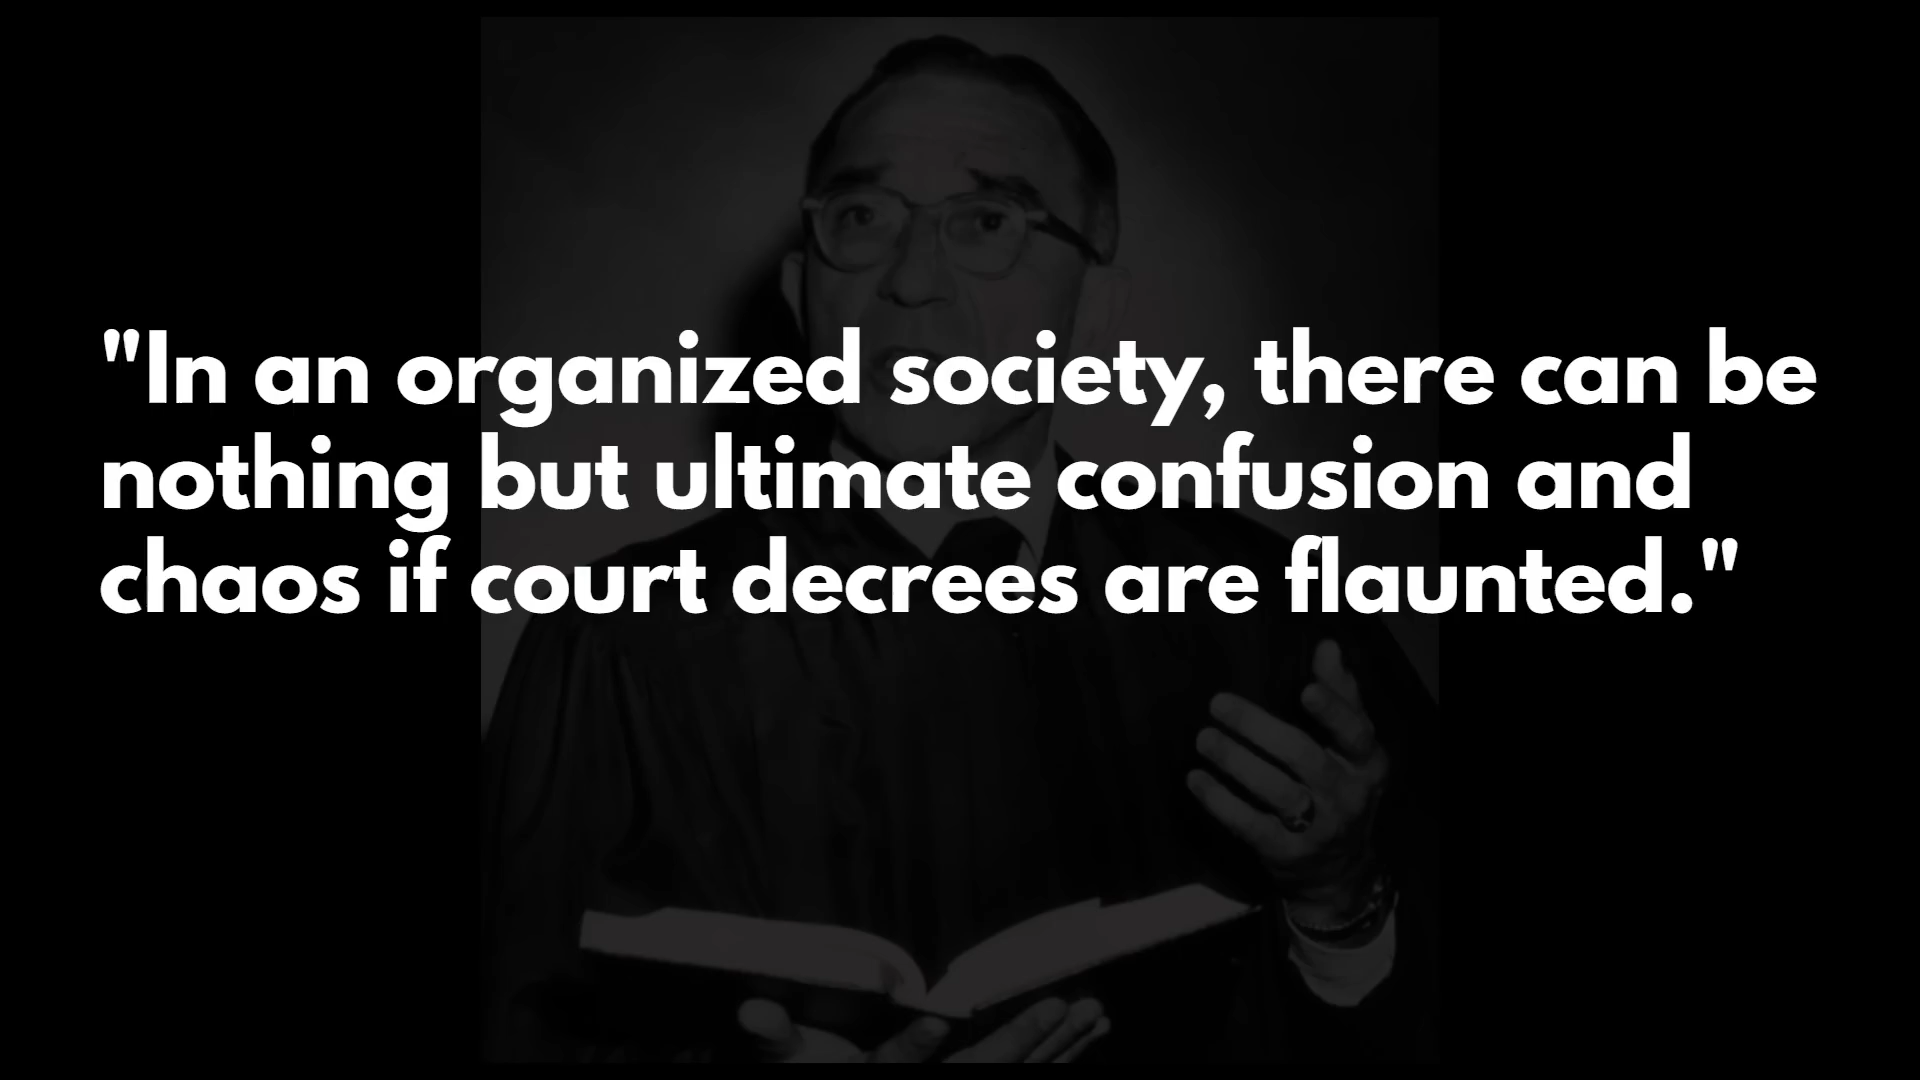 "In an organized society, there can be
nothing but ultimate confusion and
chaos if court decrees are flaunted."